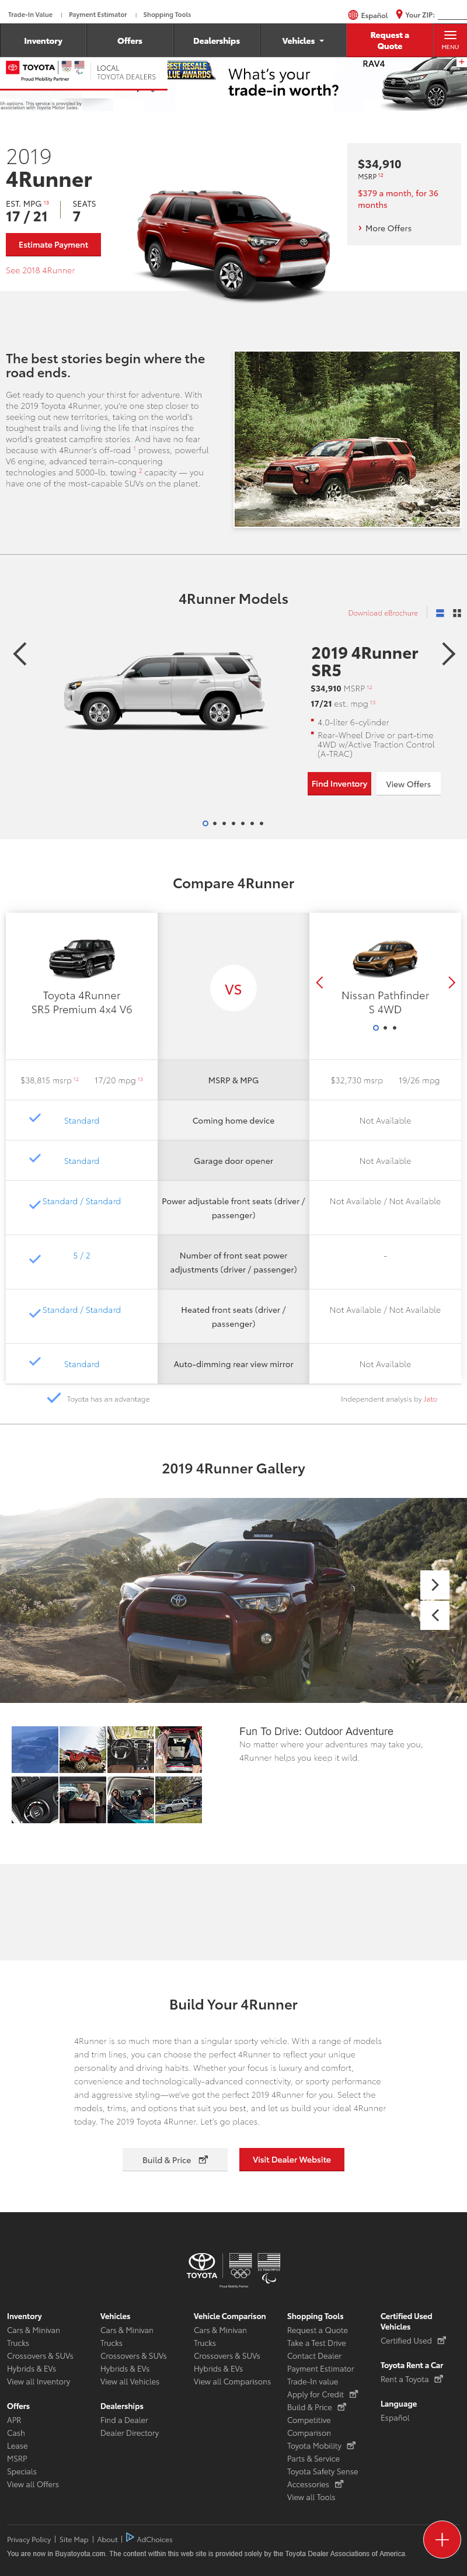 Trade-In Value | Payment Estimator | Shopping Tools
Español
Your ZIP:
Inventory
Offers
Dealerships
Vehicles
Request a
Quote
MENU
TOYOTA
Proud Mobility Partner
LOCAL
TOYOTA DEALERS
BEST RESALE
VALUE AWARDS
What's your
trade-in worth?
RAV4
2019
4Runner
EST. MPG 13
17 / 21
SEATS
7
Estimate Payment
See 2018 4Runner
$34,910
MSRP 12
$379 a month, for 36
months
More Offers
The best stories begin where the
road ends.
Get ready to quench your thirst for adventure. With
the 2019 Toyota 4Runner, you're one step closer to
seeking out new territories, taking on the world's
toughest trails and living the life that inspires the
world's greatest campfire stories. And have no fear
because with 4Runner's off-road 1 prowess, powerful
V6 engine, advanced terrain-conquering
technologies and 5000-lb. towing 2 capacity — you
have one of the most-capable SUVs on the planet.
4Runner Models
Download eBrochure
2019 4Runner
SR5
$34,910 MSRP 12
17/21 est. mpg 13
4.0-liter 6-cylinder
Rear-Wheel Drive or part-time
4WD w/Active Traction Control
(A-TRAC)
Find Inventory
View Offers
Compare 4Runner
Toyota 4Runner
SR5 Premium 4x4 V6
VS
Nissan Pathfinder
S 4WD
$38,815 msrp 12 17/20 mpg 13
MSRP & MPG
$32,730 msrp 19/26 mpg
Standard
Coming home device
Not Available
Standard
Garage door opener
Not Available
Standard / Standard
Power adjustable front seats (driver /
passenger)
Not Available / Not Available
5 / 2
Number of front seat power
adjustments (driver / passenger)
-
Standard / Standard
Heated front seats (driver /
passenger)
Not Available / Not Available
Standard
Auto-dimming rear view mirror
Not Available
Toyota has an advantage
Independent analysis by Jato
2019 4Runner Gallery
Fun To Drive: Outdoor Adventure
No matter where your adventures may take you,
4Runner helps you keep it wild.
Build Your 4Runner
4Runner is so much more than a singular sporty vehicle. With a range of models
and trim lines, you can choose the perfect 4Runner to reflect your unique
personality and driving habits. Whether your focus is luxury and comfort,
convenience and technologically-advanced connectivity, or sporty performance
and aggressive styling—we've got the perfect 2019 4Runner for you. Select the
models, trims, and options that suit you best, and let us build your ideal 4Runner
today. The 2019 Toyota 4Runner. Let's go places.
Build & Price
Visit Dealer Website
TOYOTA
Proud Mobility Partner
Inventory
Cars & Minivan
Trucks
Crossovers & SUVs
Hybrids & EVs
View all Inventory
Offers
APR
Cash
Lease
MSRP
Specials
View all Offers
Vehicles
Cars & Minivan
Trucks
Crossovers & SUVs
Hybrids & EVs
View all Vehicles
Dealerships
Find a Dealer
Dealer Directory
Vehicle Comparison
Cars & Minivan
Trucks
Crossovers & SUVs
Hybrids & EVs
View all Comparisons
Shopping Tools
Request a Quote
Take a Test Drive
Contact Dealer
Payment Estimator
Trade-In value
Apply for Credit
Build & Price
Competitive
Comparison
Toyota Mobility
Parts & Service
Toyota Safety Sense
Accessories
View all Tools
Certified Used
Vehicles
Certified Used
Toyota Rent a Car
Rent a Toyota
Language
Español
Privacy Policy | Site Map | About | AdChoices
You are now in Buyatoyota.com. The content within this web site is provided solely by the Toyota Dealer Associations of America.